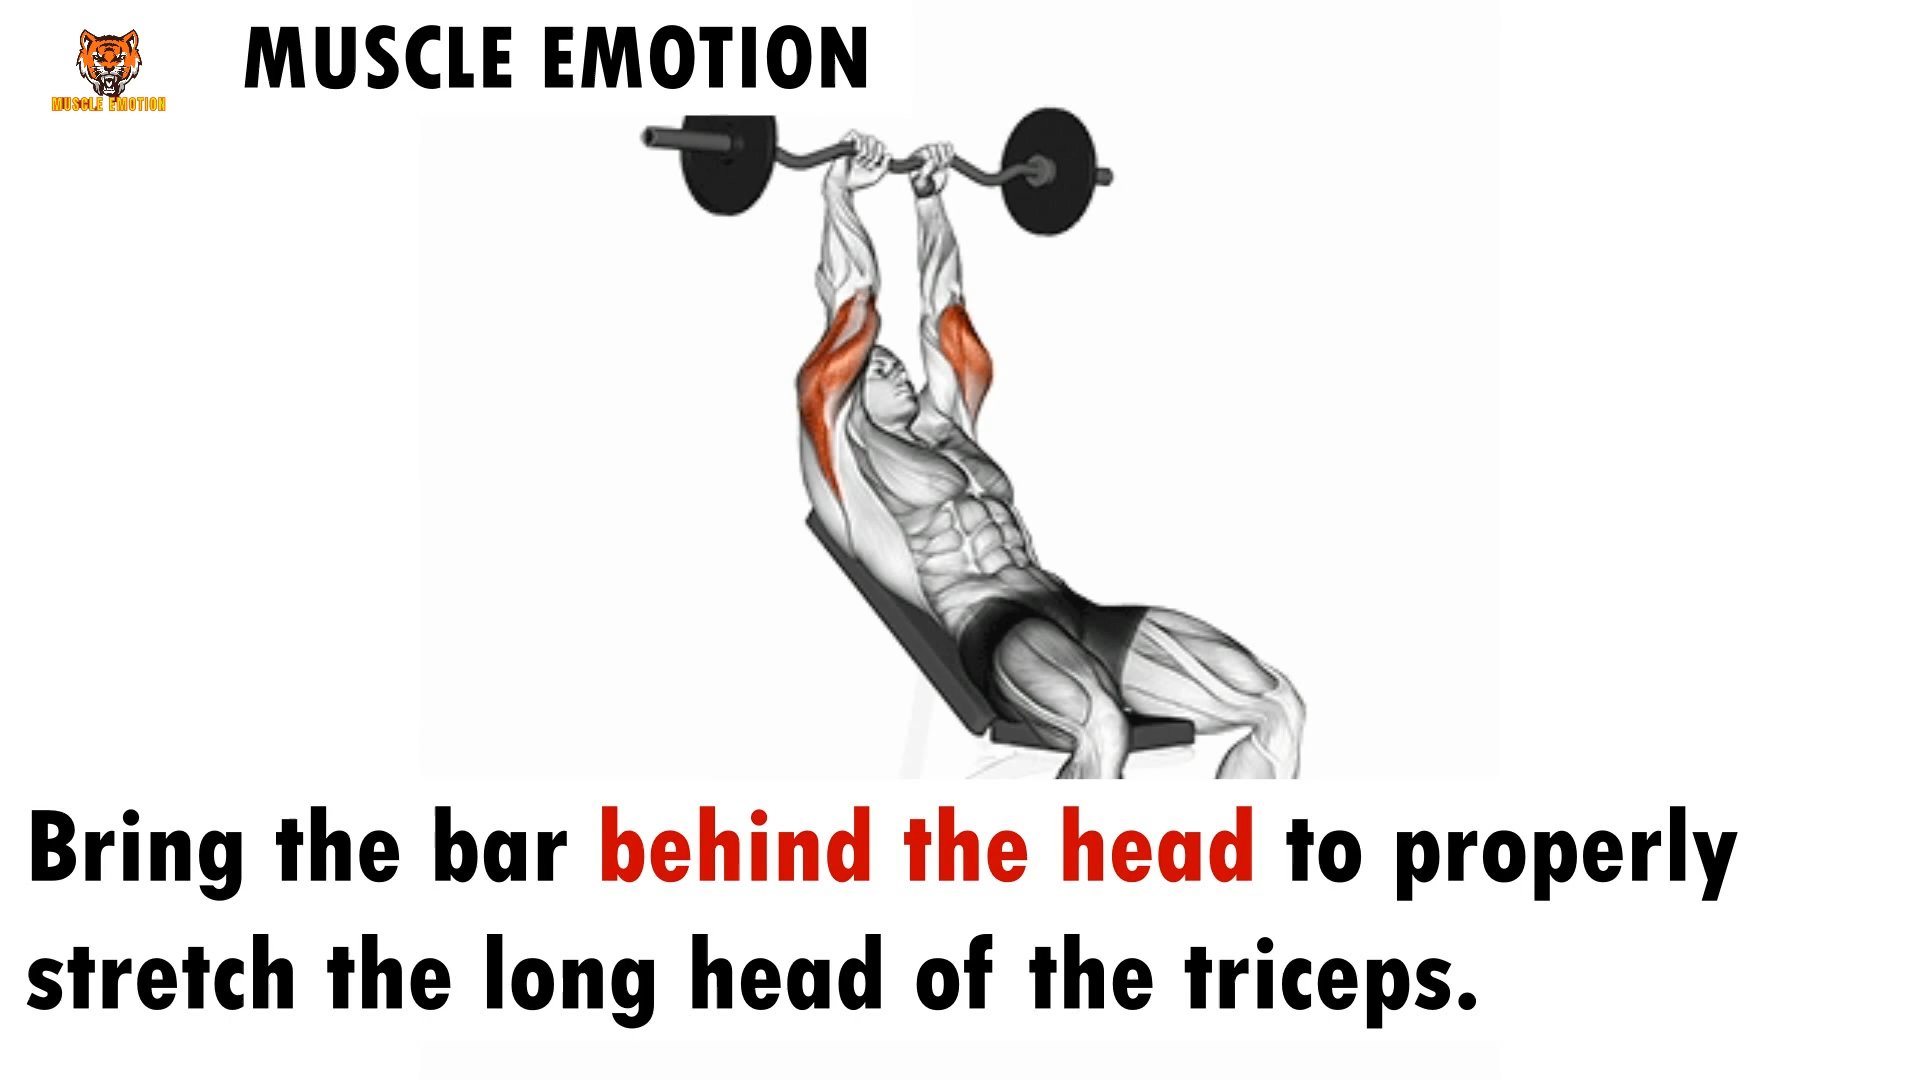 MUSCLE EMOTION
MUSCLE EMOTION
Bring the bar behind the head to properly
stretch the long head of the triceps.